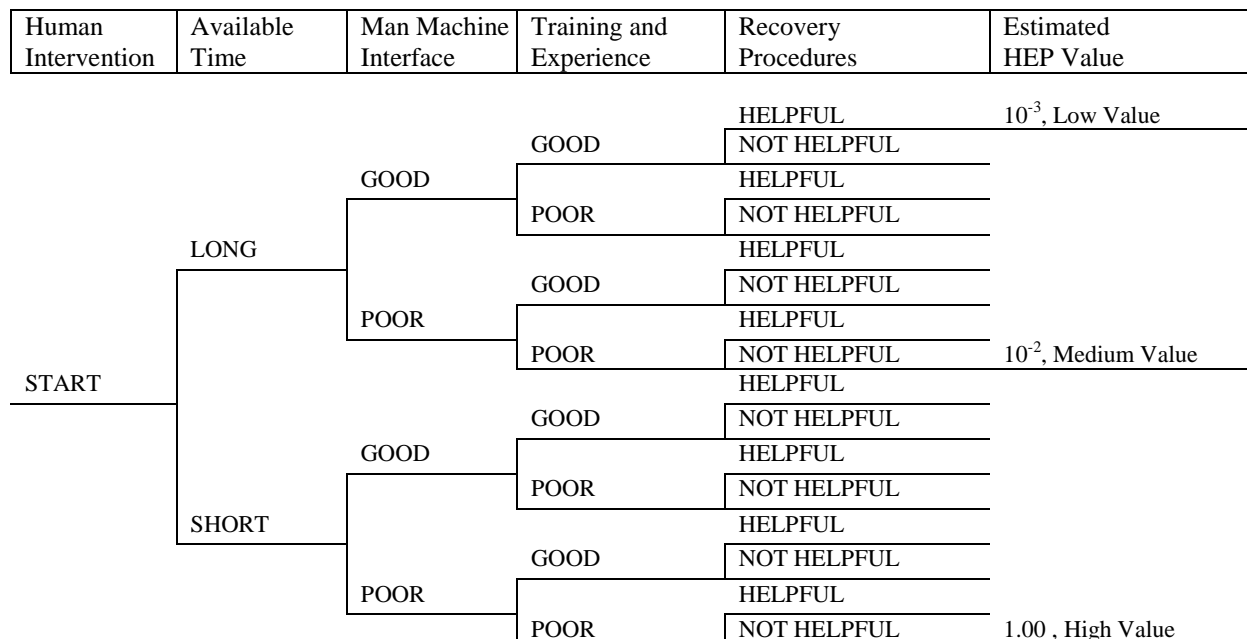 Human Intervention Available Time Man Machine Interface Training and Experience Recovery Procedures Estimated HEP Value
HELPFUL 10⁻³, Low Value
GOOD NOT HELPFUL
GOOD HELPFUL
POOR NOT HELPFUL
LONG HELPFUL
GOOD NOT HELPFUL
POOR HELPFUL
POOR NOT HELPFUL 10⁻², Medium Value
START HELPFUL
GOOD NOT HELPFUL
GOOD HELPFUL
POOR NOT HELPFUL
SHORT HELPFUL
GOOD NOT HELPFUL
POOR HELPFUL
POOR NOT HELPFUL 1.00 , High Value